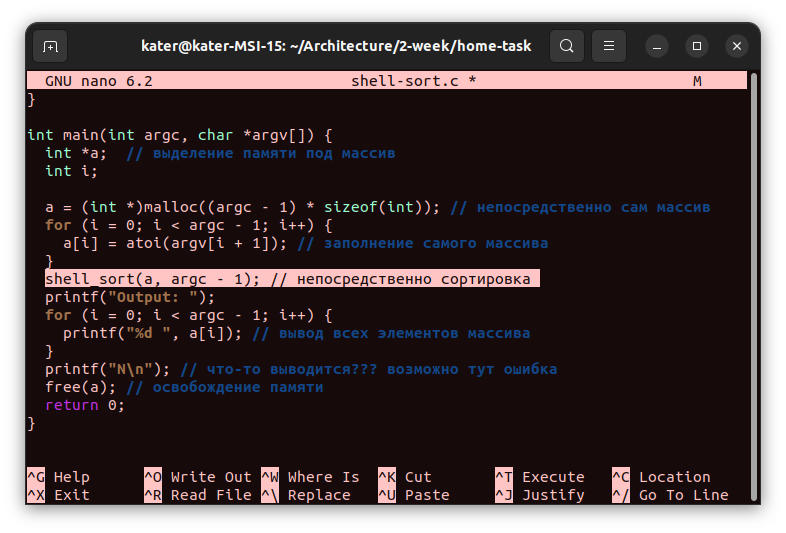 kater@kater-MSI-15: ~/Architecture/2-week/home-task
GNU nano 6.2 shell-sort.c * M
}
int main(int argc, char *argv[]) {
int *a; // выделение памяти под массив
int i;
a = (int *)malloc((argc - 1) * sizeof(int)); // непосредственно сам массив
for (i = 0; i < argc - 1; i++) {
a[i] = atoi(argv[i + 1]); // заполнение самого массива
}
shell_sort(a, argc - 1); // непосредственно сортировка
printf("Output: ");
for (i = 0; i < argc - 1; i++) {
printf("%d ", a[i]); // вывод всех элементов массива
}
printf("N\n"); // что-то выводится??? возможно тут ошибка
free(a); // освобождение памяти
return 0;
}
^G Help ^O Write Out ^W Where Is ^K Cut ^T Execute ^C Location
^X Exit ^R Read File ^\ Replace ^U Paste ^J Justify ^/ Go To Line